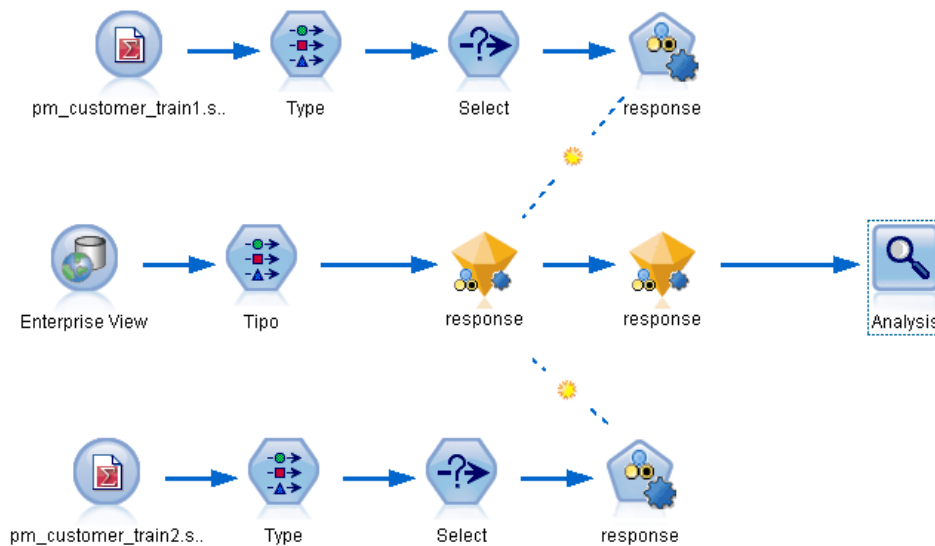 pm_customer_train1.s..
Type
Select
response
Enterprise View
Tipo
response
response
Analysis
pm_customer_train2.s..
Type
Select
response